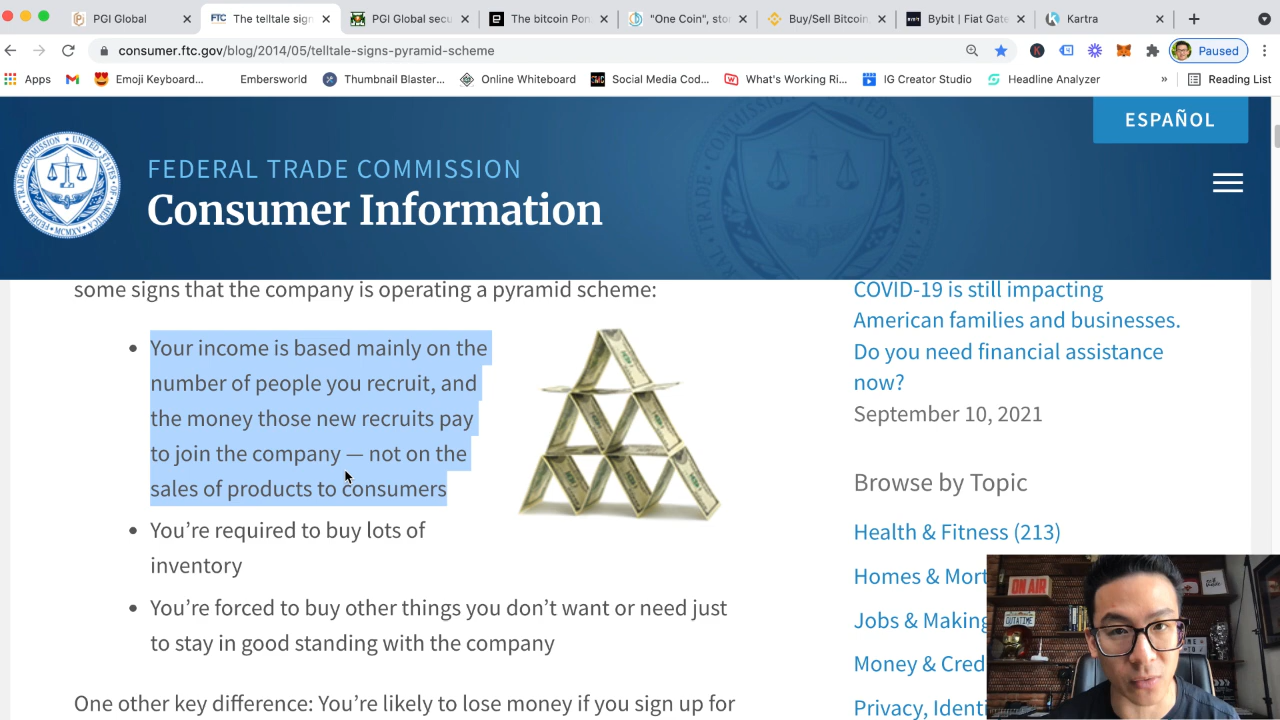 PGI Global
FTC
The telltale sign
PGI Global secu
The bitcoin Pon
"One Coin", sto
Buy/Sell Bitcoin
Bybit | Fiat Gate
Kartra
consumer.ftc.gov/blog/2014/05/telltale-signs-pyramid-scheme
Paused
Apps
Emoji Keyboard...
Embersworld
Thumbnail Blaster...
Online Whiteboard
Social Media Cod...
What's Working Ri...
IG Creator Studio
Headline Analyzer
»
Reading List
ESPAÑOL
FEDERAL TRADE COMMISSION
Consumer Information
some signs that the company is operating a pyramid scheme:
• Your income is based mainly on the
number of people you recruit, and
the money those new recruits pay
to join the company — not on the
sales of products to consumers
• You're required to buy lots of
inventory
• You're forced to buy other things you don't want or need just
to stay in good standing with the company
One other key difference: You're likely to lose money if you sign up for
COVID-19 is still impacting
American families and businesses.
Do you need financial assistance
now?
September 10, 2021
Browse by Topic
Health & Fitness (213)
Homes & Mort
Jobs & Making
Money & Cred
Privacy, Identi
ON AIR